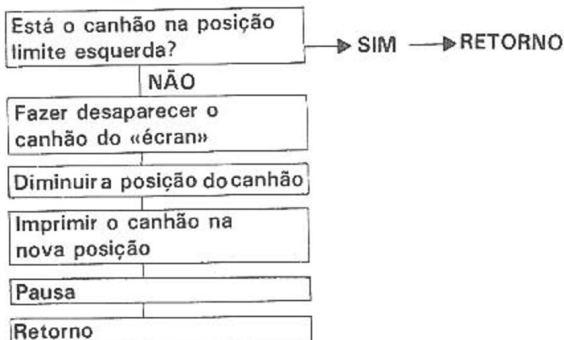 Está o canhão na posição
limite esquerda?
SIM
RETORNO
NÃO
Fazer desaparecer o
canhão do «écran»
Diminuir a posição do canhão
Imprimir o canhão na
nova posição
Pausa
Retorno